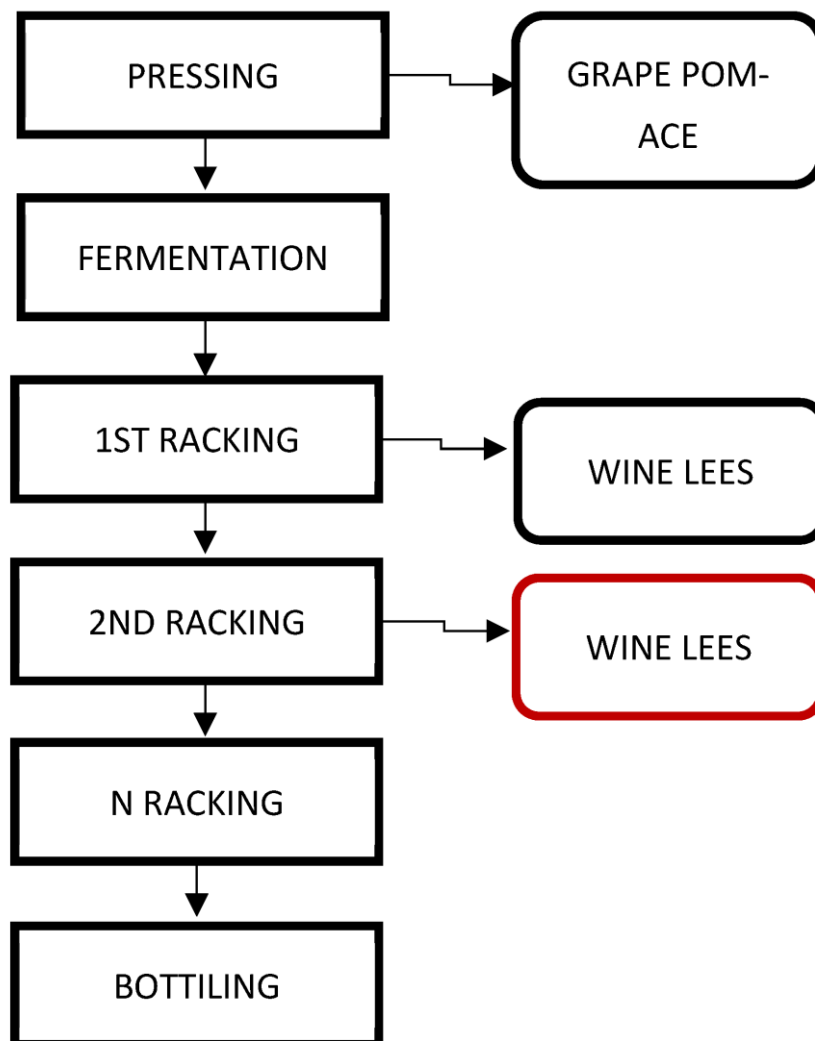 PRESSING
GRAPE POM-
ACE
FERMENTATION
1ST RACKING
WINE LEES
2ND RACKING
WINE LEES
N RACKING
BOTTILING